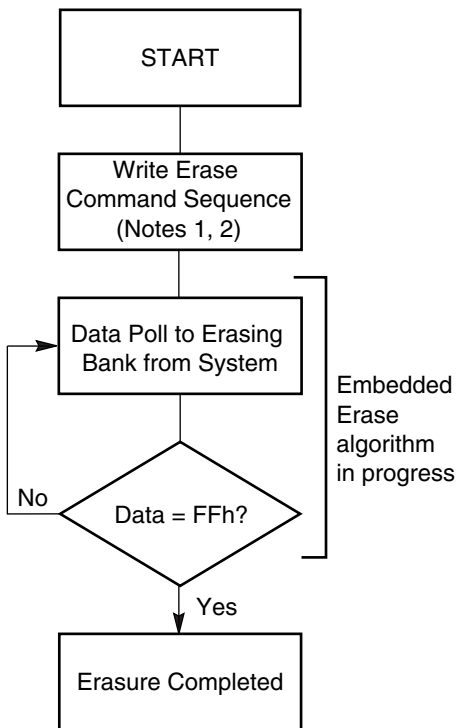 START
Write Erase
Command Sequence
(Notes 1, 2)
Data Poll to Erasing
Bank from System
Embedded
Erase
algorithm
in progress
No
Data = FFh?
Yes
Erasure Completed